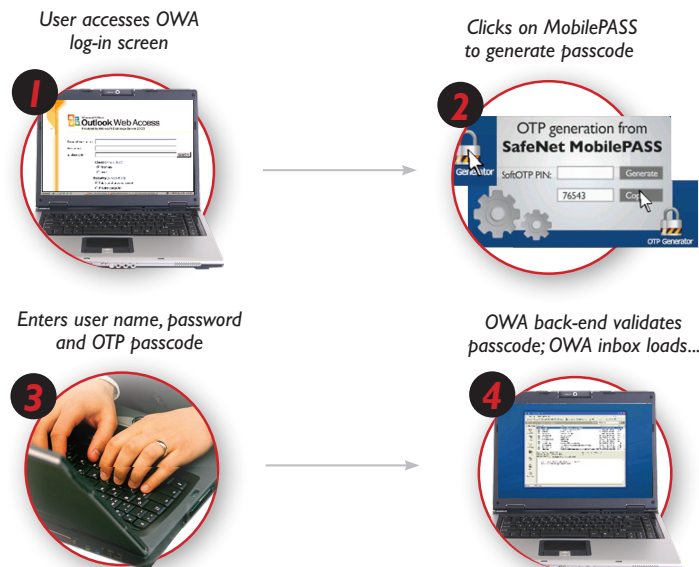 User accesses OWA
log-in screen
1
Outlook Web Access
Clicks on MobilePASS
to generate passcode
2
OTP generation from
SafeNet MobilePASS
SoftOTP PIN:
Generate
76543
OTP Generator
Enters user name, password
and OTP passcode
3
OWA back-end validates
passcode; OWA inbox loads...
4